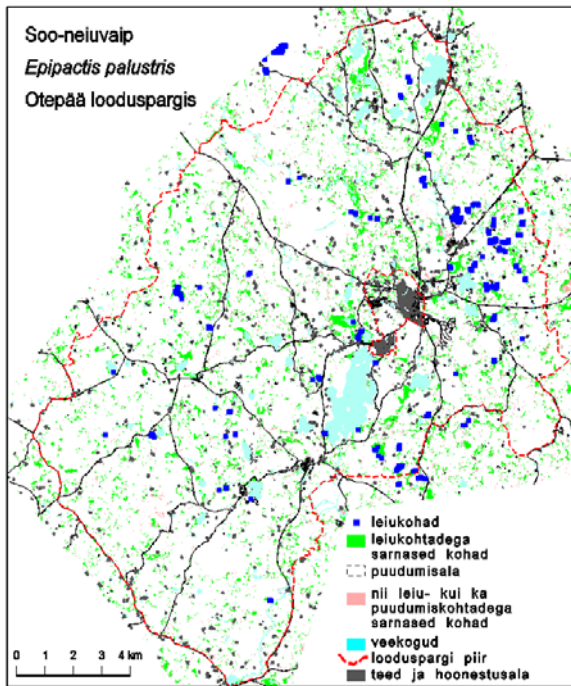 Soo-neiuvaip
Epipactis palustris
Otepää looduspargis
leiukohad
leiukohtadega
sarnased kohad
puudumisala
nii leiu- kui ka
puudumiskohtadega
sarnased kohad
veekogud
looduspargi piir
teed ja hoonestusala
0 1 2 3 4 km